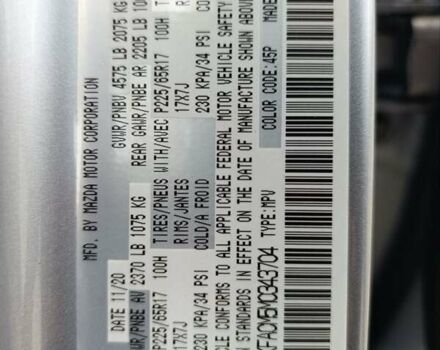 MFD. BY MAZDA MOTOR CORPORATION
DATE 11/20 GVWR/PNBV 4575 LB 2075 KG
GAWR/PNBE AV 2370 LB 1075 KG REAR GAWR/PNBE AR 2205 LB
P225/65R17 100H TIRES/PNEUS WITH/AVEC P225/65R17 100H
17X7J RIMS/JANTES 17X7J
230 KPA/34 PSI COLD/A FROID 230 KPA/34 PSI
CONFORMS TO ALL APPLICABLE FEDERAL MOTOR VEHICLE SAFETY
STANDARDS IN EFFECT ON THE DATE OF MANUFACTURE SHOWN ABOVE
TYPE: MPV COLOR CODE: 45P MADE